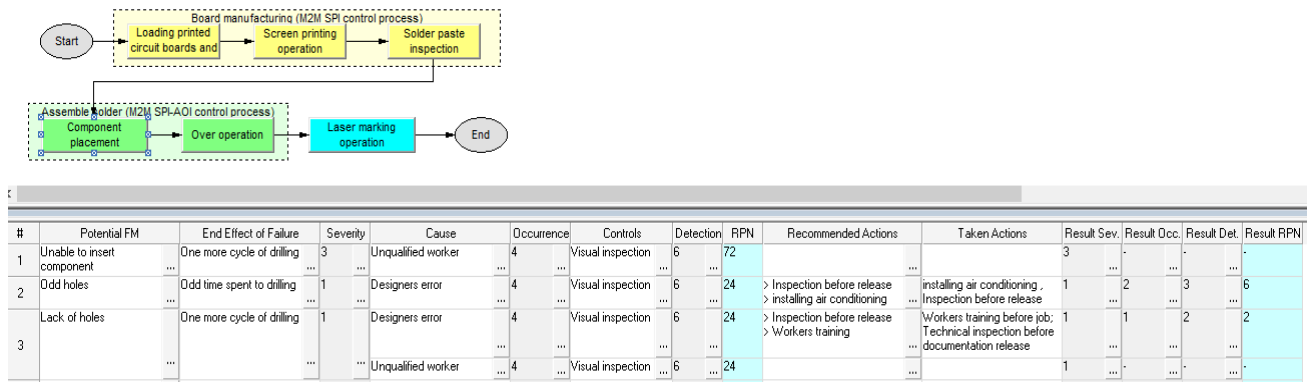 Board manufacturing (M2M SPI control process)
Start
Loading printed
circuit boards and
Screen printing
operation
Solder paste
inspection
Assemble solder (M2M SPI-AOI control process)
Component
placement
Over operation
Laser marking
operation
End
# Potential FM End Effect of Failure Severity Cause Occurrence Controls Detection RPN Recommended Actions Taken Actions Result Sev. Result Occ. Result Det. Result RPN
1 Unable to insert One more cycle of drilling 3 Unqualified worker 4 Visual inspection 6 72 3 - - -
component ... ... ... ... ... ... ... ... ... ... ...
2 Odd holes Odd time spent to drilling 1 Designers error 4 Visual inspection 6 24 > Inspection before release installing air conditioning , 1 2 3 6
... ... ... ... ... ... ... > installing air conditioning ... Inspection before release ... ... ...
3 Lack of holes One more cycle of drilling 1 Designers error 4 Visual inspection 6 24 > Inspection before release Workers training before job; 1 1 2 2
> Workers training Technical inspection before
... ... ... ... ... documentation release ... ... ...
... ... ... Unqualified worker ... 4 ... Visual inspection ... 6 ... 24 ... 1 ... - ... - ... -